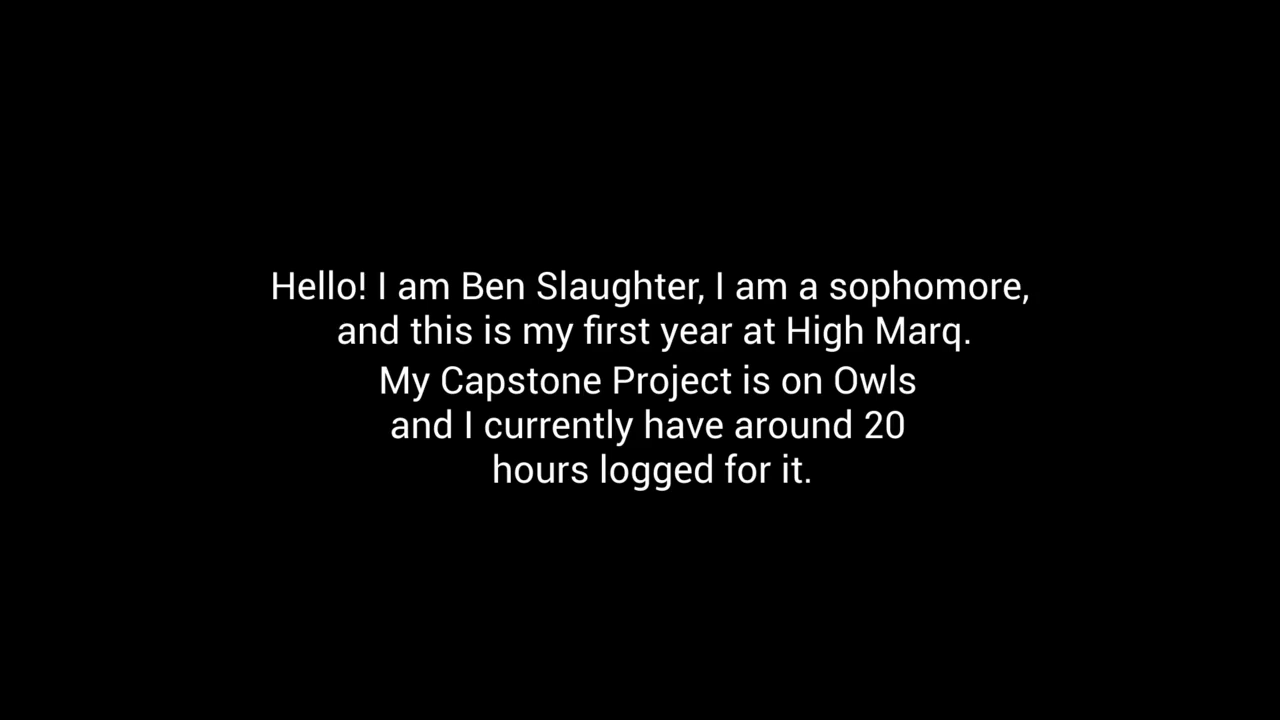 Hello! I am Ben Slaughter, I am a sophomore,
and this is my first year at High Marq.
My Capstone Project is on Owls
and I currently have around 20
hours logged for it.